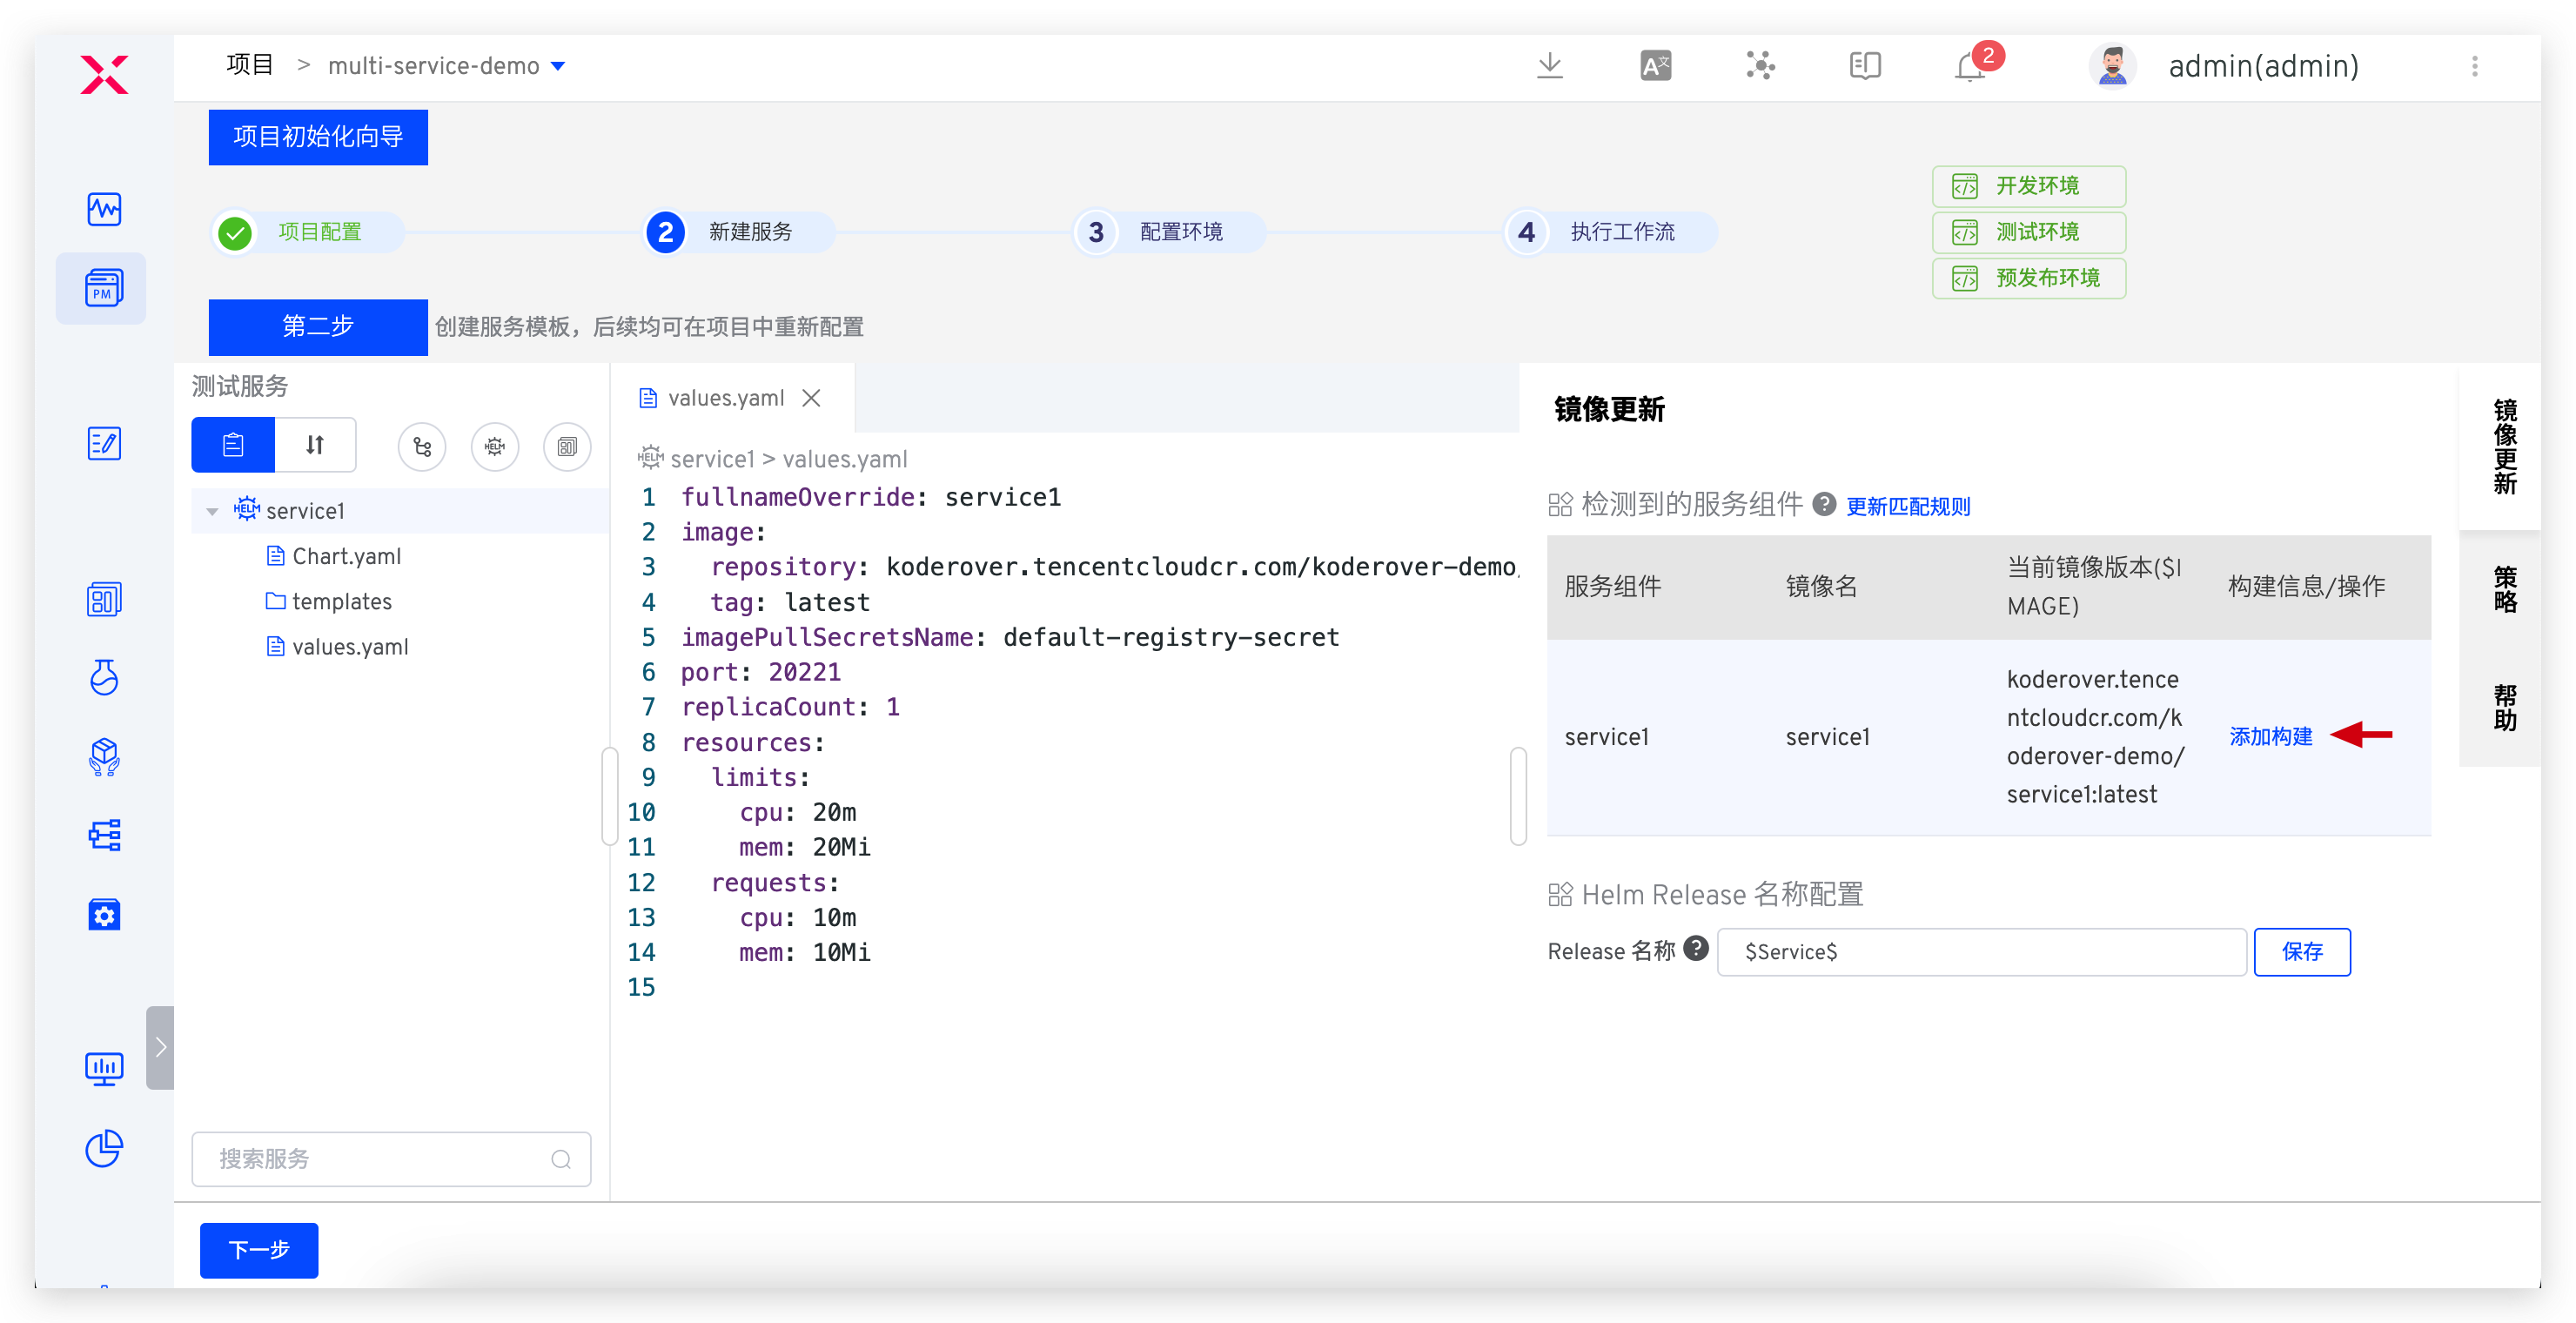 项目 > multi-service-demo
2
admin(admin)
项目初始化向导
项目配置
2 新建服务
3 配置环境
4 执行工作流
开发环境
测试环境
预发布环境
第二步 创建服务模板，后续均可在项目中重新配置
PM
测试服务
HELM
HELM service1
Chart.yaml
templates
values.yaml
搜索服务
values.yaml
HELM service1 > values.yaml
1 fullnameOverride: service1
2 image:
3 repository: koderover.tencentcloudcr.com/koderover-demo/
4 tag: latest
5 imagePullSecretsName: default-registry-secret
6 port: 20221
7 replicaCount: 1
8 resources:
9 limits:
10 cpu: 20m
11 mem: 20Mi
12 requests:
13 cpu: 10m
14 mem: 10Mi
15
镜像更新
检测到的服务组件 ? 更新匹配规则
服务组件
镜像名
当前镜像版本($I
MAGE)
构建信息/操作
service1
service1
koderover.tence
ntcloudcr.com/k
oderover-demo/
service1:latest
添加构建
Helm Release 名称配置
Release 名称 ? $Service$ 保存
镜像更新
策略
帮助
下一步